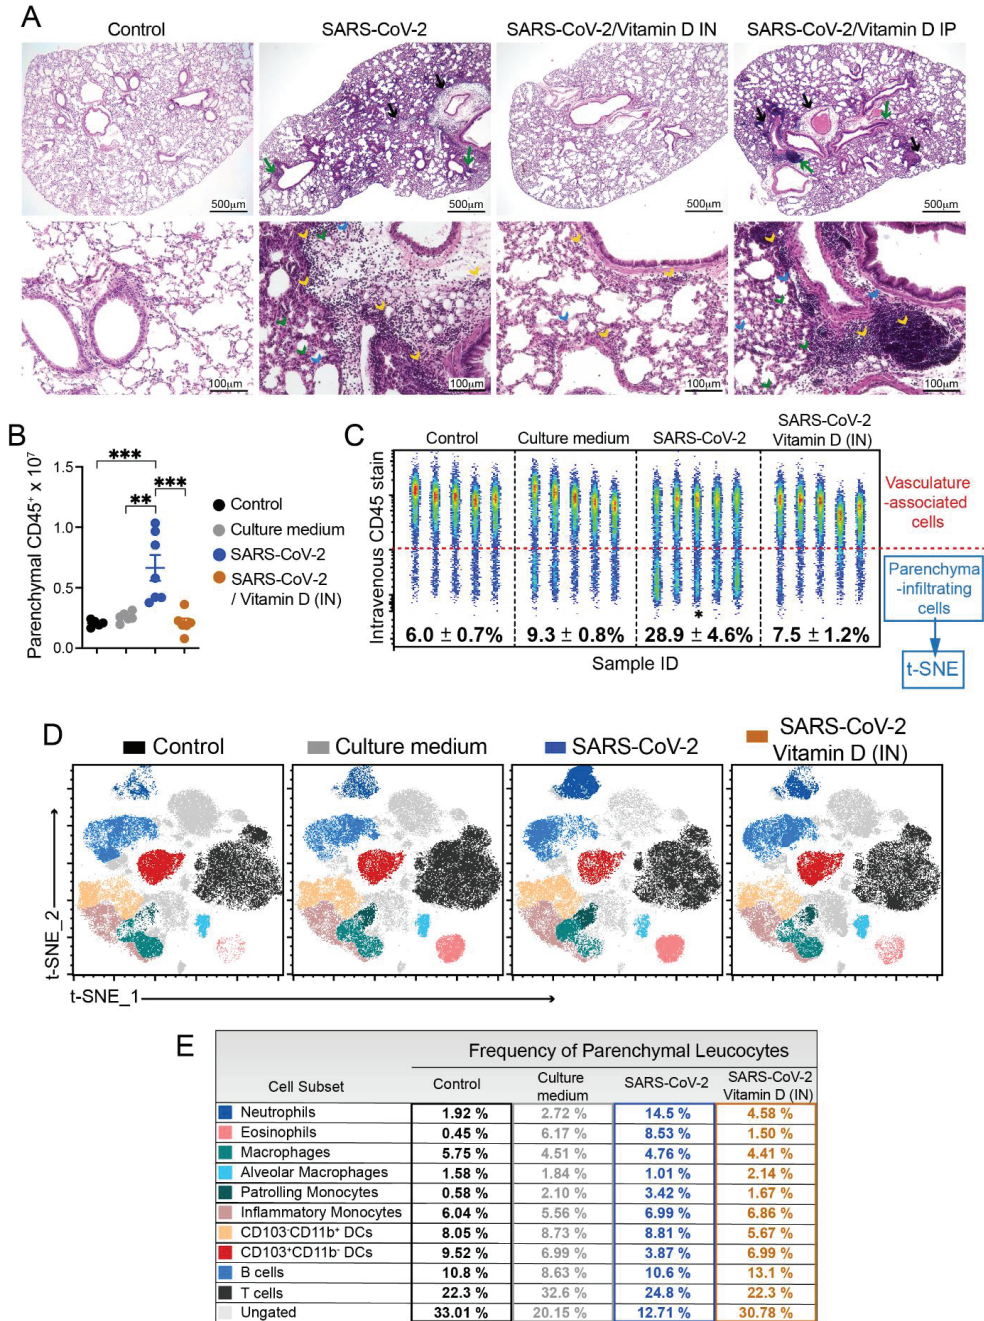 A
Control
SARS-CoV-2
SARS-CoV-2/Vitamin D IN
SARS-CoV-2/Vitamin D IP
500µm
500µm
500µm
500µm
100µm
100µm
100µm
100µm
B
Parenchymal CD45⁺ x 10⁷
1.5
1.0
0.5
0.0
***
**
***
Control
Culture medium
SARS-CoV-2
SARS-CoV-2
/ Vitamin D (IN)
C
Control
Culture medium
SARS-CoV-2
SARS-CoV-2
Vitamin D (IN)
Intravenous CD45 stain
*
6.0 ± 0.7%
9.3 ± 0.8%
28.9 ± 4.6%
7.5 ± 1.2%
Sample ID
Vasculature
-associated
cells
Parenchyma
-infiltrating
cells
t-SNE
D
Control
Culture medium
SARS-CoV-2
SARS-CoV-2
Vitamin D (IN)
t-SNE_2
t-SNE_1
E
Frequency of Parenchymal Leucocytes
Cell Subset Control Culture medium SARS-CoV-2 SARS-CoV-2 Vitamin D (IN)
Neutrophils 1.92 % 2.72 % 14.5 % 4.58 %
Eosinophils 0.45 % 6.17 % 8.53 % 1.50 %
Macrophages 5.75 % 4.51 % 4.76 % 4.41 %
Alveolar Macrophages 1.58 % 1.84 % 1.01 % 2.14 %
Patrolling Monocytes 0.58 % 2.10 % 3.42 % 1.67 %
Inflammatory Monocytes 6.04 % 5.56 % 6.99 % 6.86 %
CD103⁻CD11b⁺ DCs 8.05 % 8.73 % 8.81 % 5.67 %
CD103⁺CD11b⁻ DCs 9.52 % 6.99 % 3.87 % 6.99 %
B cells 10.8 % 8.63 % 10.6 % 13.1 %
T cells 22.3 % 32.6 % 24.8 % 22.3 %
Ungated 33.01 % 20.15 % 12.71 % 30.78 %